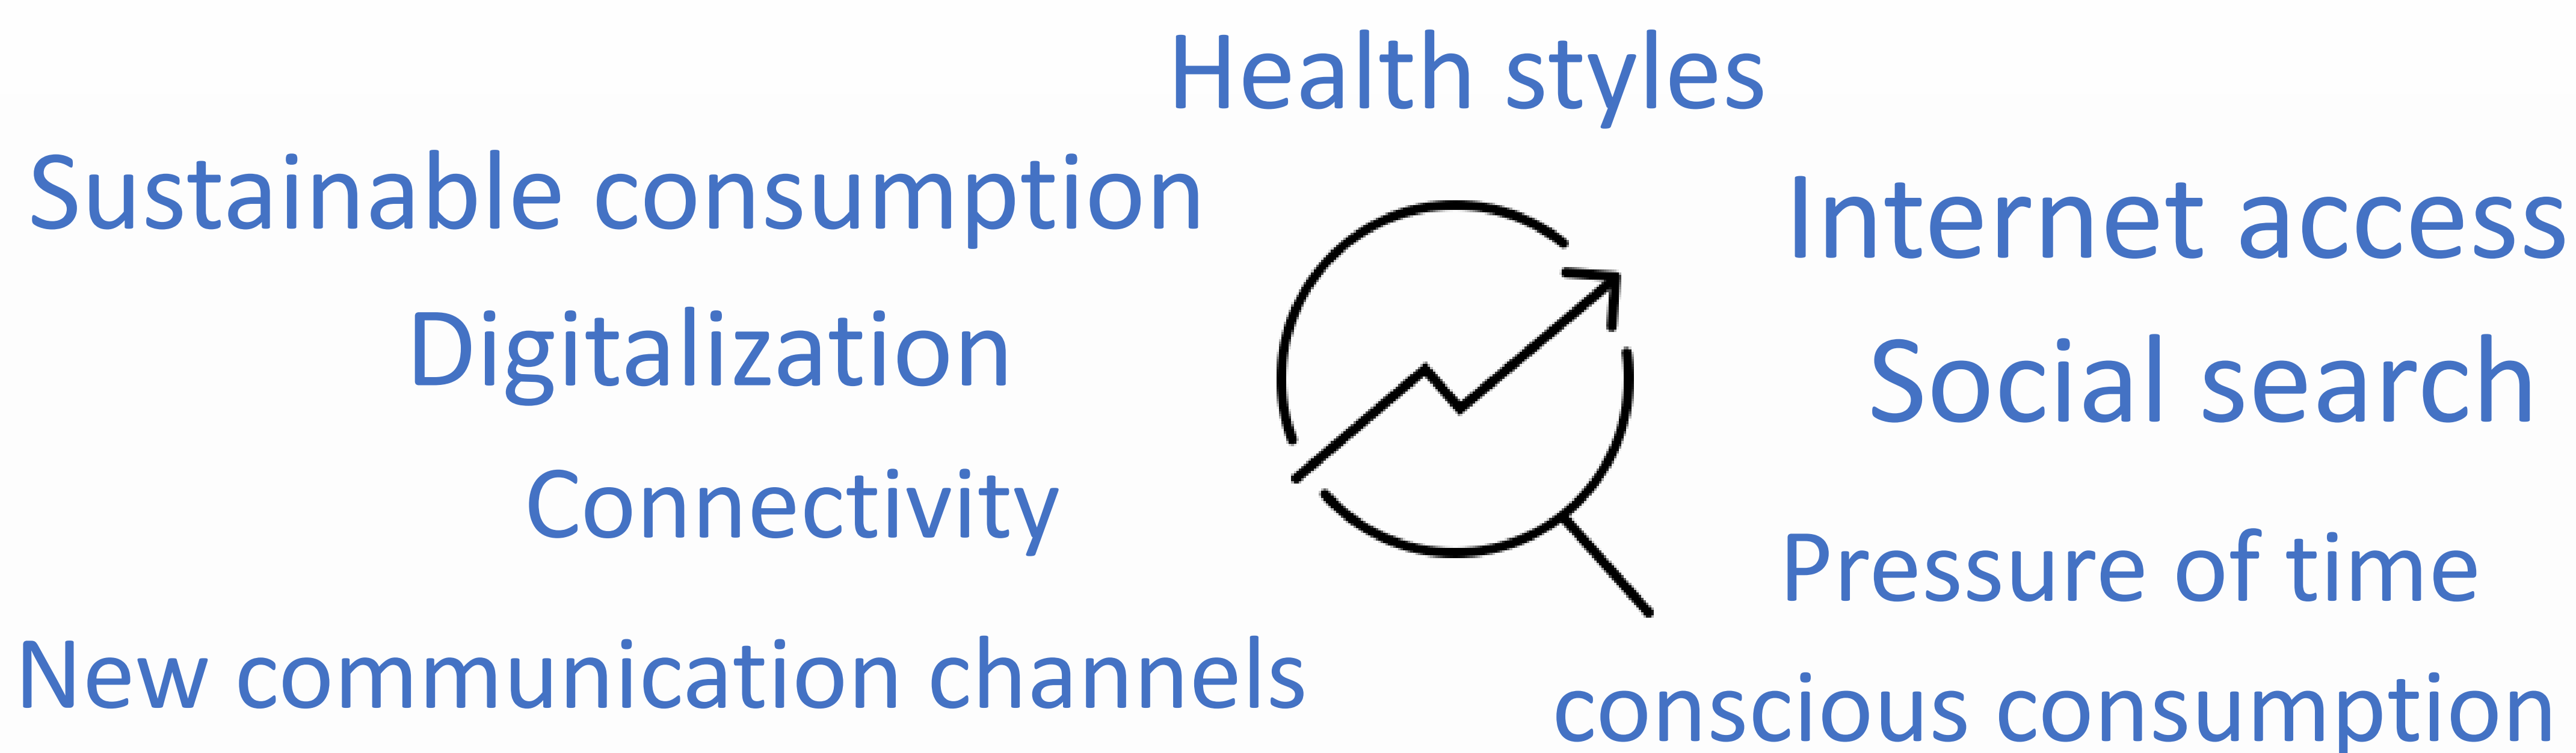 Health styles
Sustainable consumption
Internet access
Digitalization
Social search
Connectivity
Pressure of time
New communication channels
conscious consumption